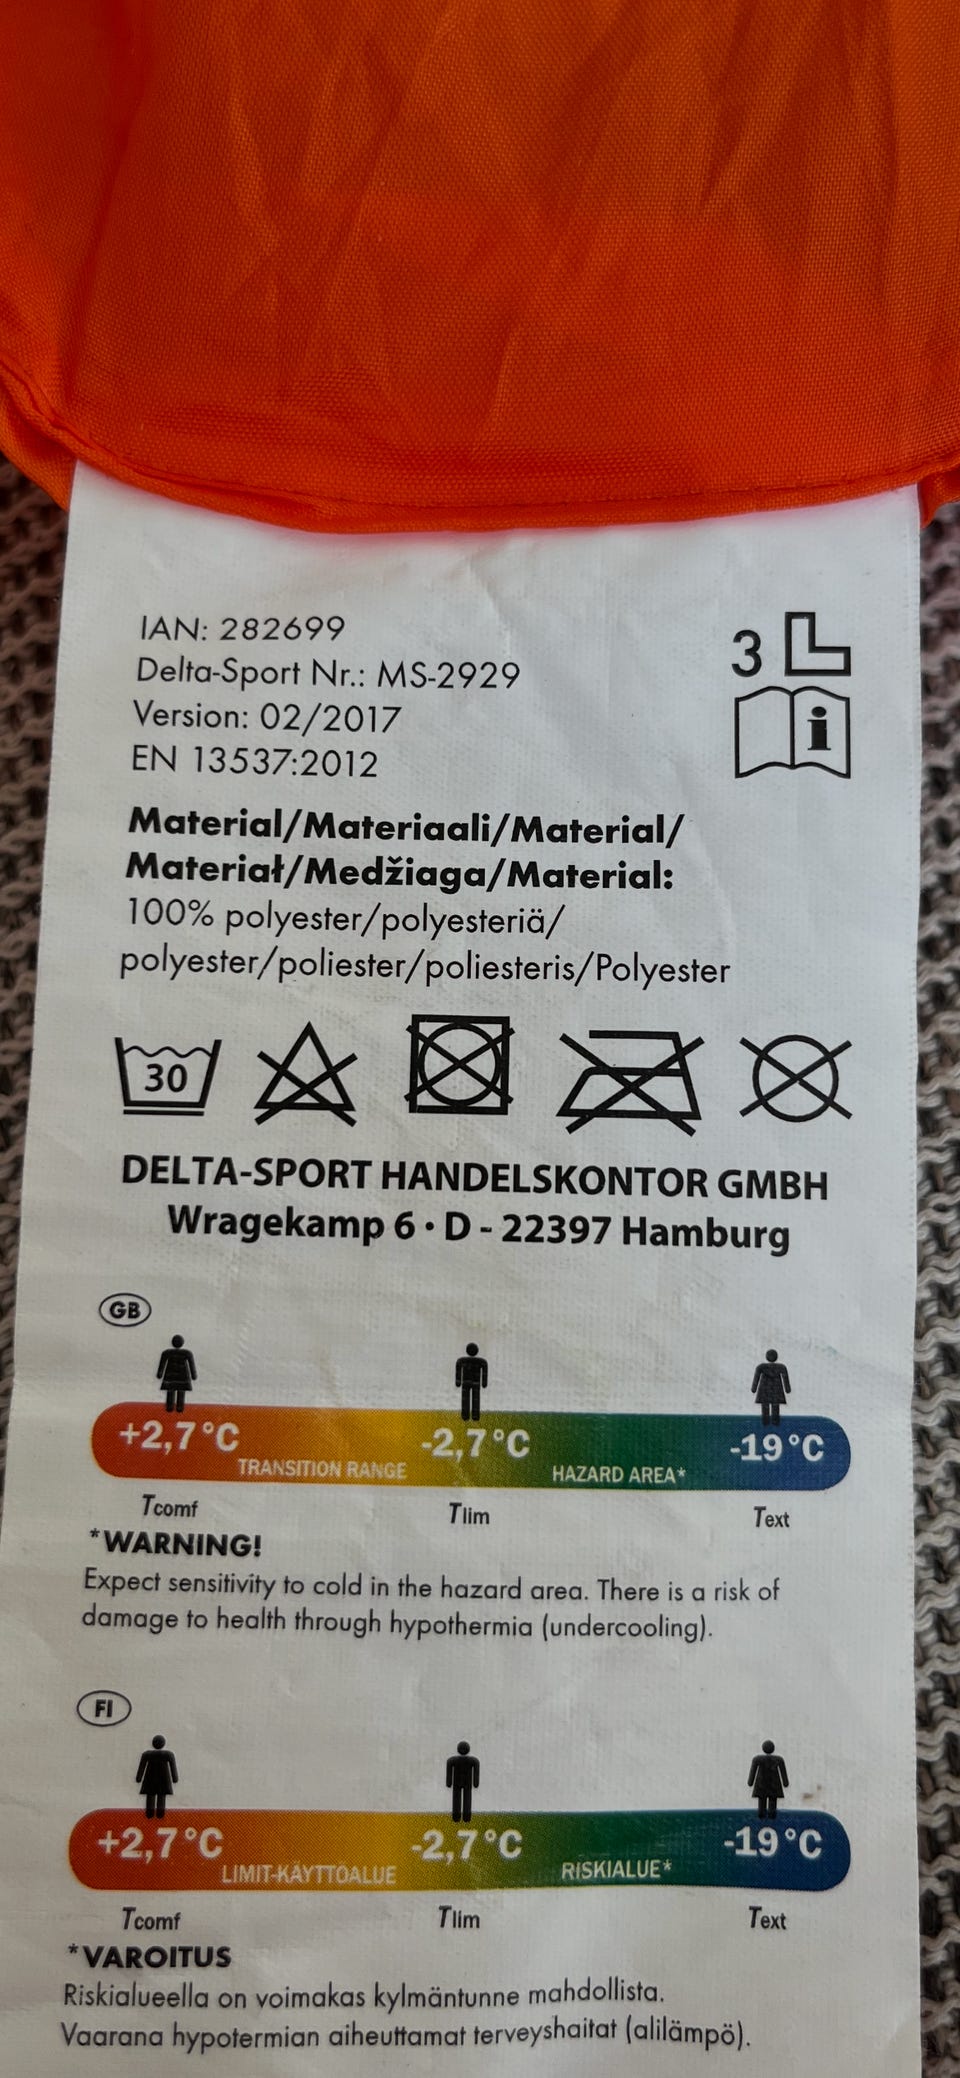 IAN: 282699
Delta-Sport Nr.: MS-2929
Version: 02/2017
EN 13537:2012
3 L
i
Material/Materiaali/Material/
Materiał/Medžiaga/Material:
100% polyester/polyesteriä/
polyester/poliester/poliesteris/Polyester
30
DELTA-SPORT HANDELSKONTOR GMBH
Wragekamp 6 • D - 22397 Hamburg
GB
+2,7°C TRANSITION RANGE -2,7°C HAZARD AREA* -19°C
Tcomf Tlim Text
*WARNING!
Expect sensitivity to cold in the hazard area. There is a risk of
damage to health through hypothermia (undercooling).
FI
+2,7°C LIMIT-KÄYTTÖALUE -2,7°C RISKIALUE* -19°C
Tcomf Tlim Text
*VAROITUS
Riskialueella on voimakas kylmäntunne mahdollista.
Vaarana hypotermian aiheuttamat terveyshaitat (alilämpö).